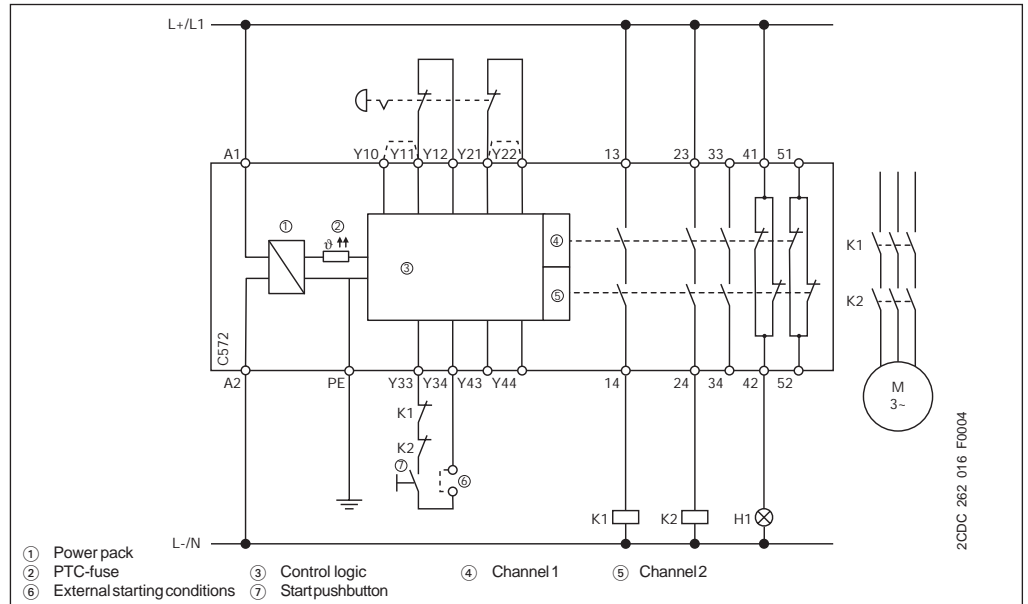 L+/L1
A1 Y10 Y11 Y12 Y21 Y22 13 23 33 41 51
① ② ϑ ④
③ K1
⑤ K2
C572
A2 PE Y33 Y34 Y43 Y44 14 24 34 42 52
M
3~
K1
K2
⑦ ⑥
K1 K2 H1
2CDC 262 016 F0004
L-/N
① Power pack
② PTC-fuse ③ Control logic ④ Channel 1 ⑤ Channel 2
⑥ External starting conditions ⑦ Start pushbutton